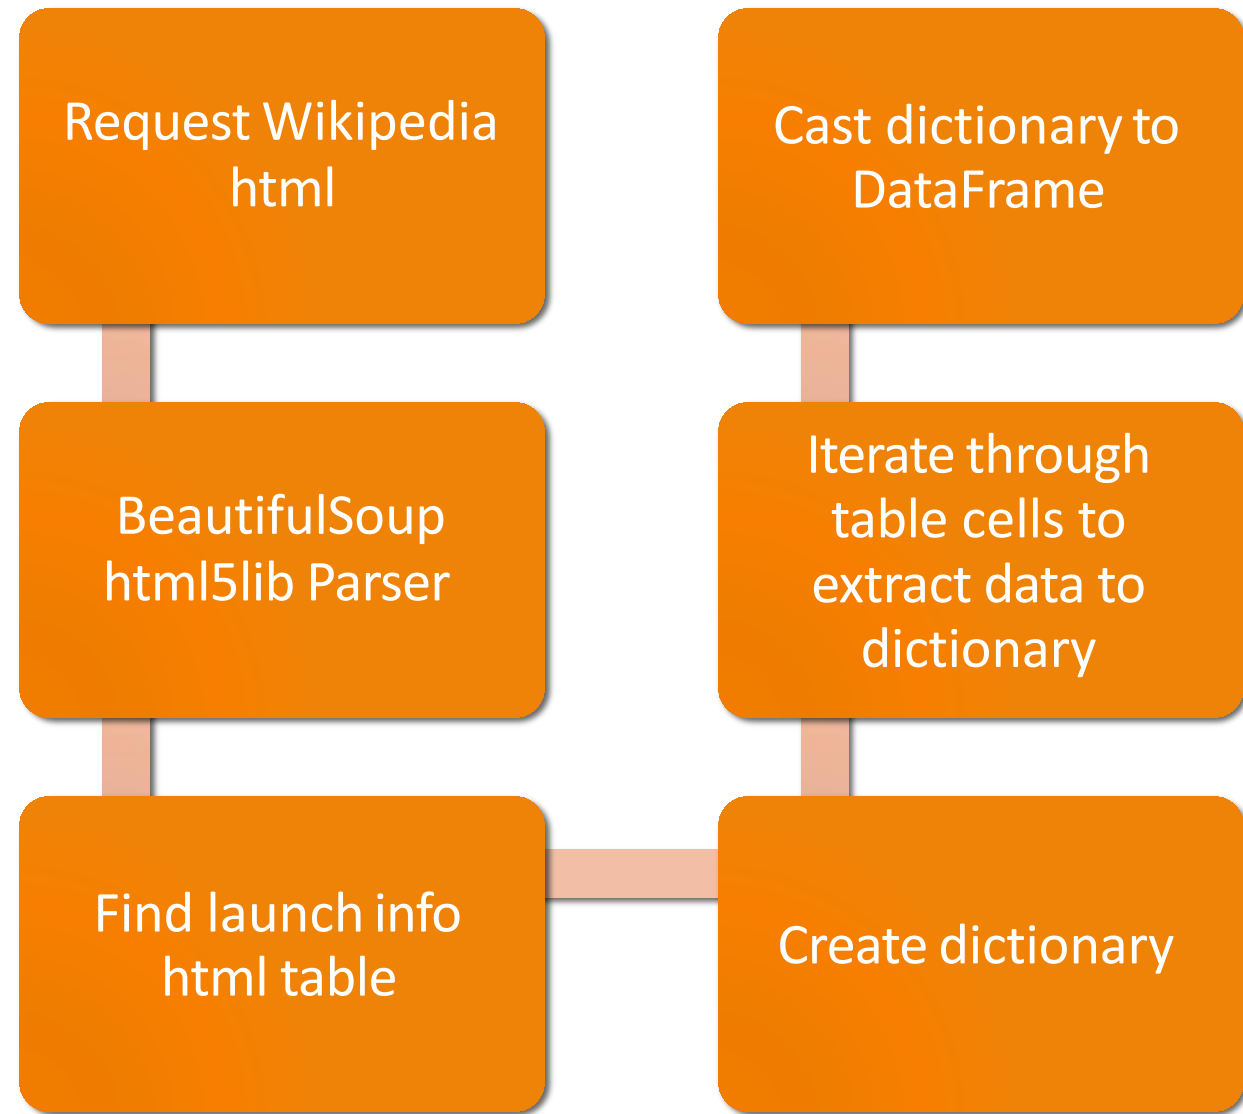 Request Wikipedia
html
BeautifulSoup
html5lib Parser
Find launch info
html table
Create dictionary
Iterate through
table cells to
extract data to
dictionary
Cast dictionary to
DataFrame